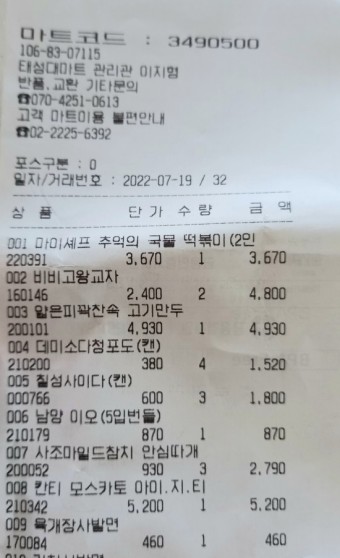 마트코드 : 3490500
106-83-07115
태성대마트 관리관 이지형
반품,교환 기타문의
☎070-4251-0613
고객 마트이용 불편안내
☎02-2225-6392
포스구분 : 0
일자/거래번호 : 2022-07-19 / 32
상 품 단 가 수 량 금 액
001 마이셰프 추억의 국물 떡볶미(2인
220391 3,670 1 3,670
002 비비고왕교자
160146 2,400 2 4,800
003 얇은피꽉찬속 고기만두
200101 4,930 1 4,930
004 데미소다청포도(캔)
210200 380 4 1,520
005 칠성사이다(캔)
000766 600 3 1,800
006 남양 이오(5입번들)
210179 870 1 870
007 사조마일드참치 안심따개
200052 930 3 2,790
008 칸티 모스카토 아미.지.티
210342 5,200 1 5,200
009 육개장사발면
170084 460 1 460